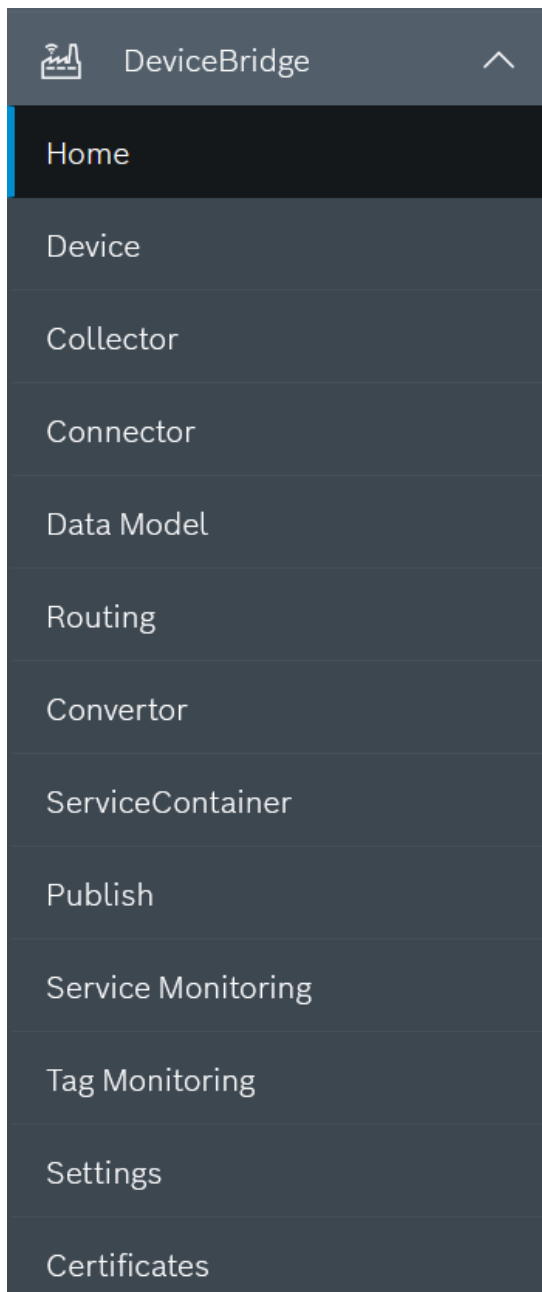 DeviceBridge
Home
Device
Collector
Connector
Data Model
Routing
Convertor
ServiceContainer
Publish
Service Monitoring
Tag Monitoring
Settings
Certificates